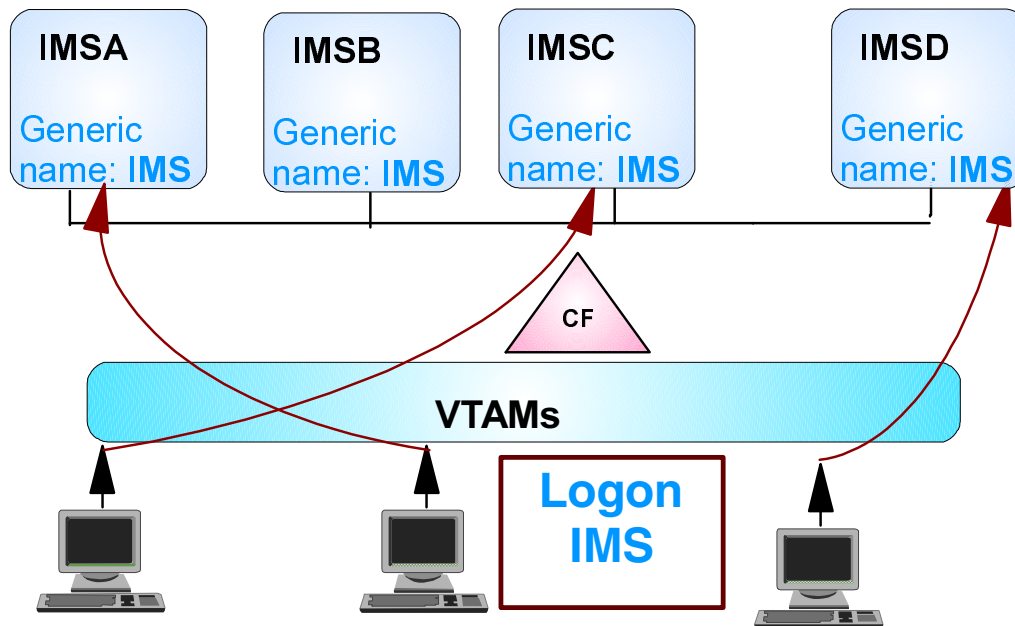 IMSA
Generic
name: IMS
IMSB
Generic
name: IMS
IMSC
Generic
name: IMS
IMSD
Generic
name: IMS
CF
VTAMs
Logon
IMS